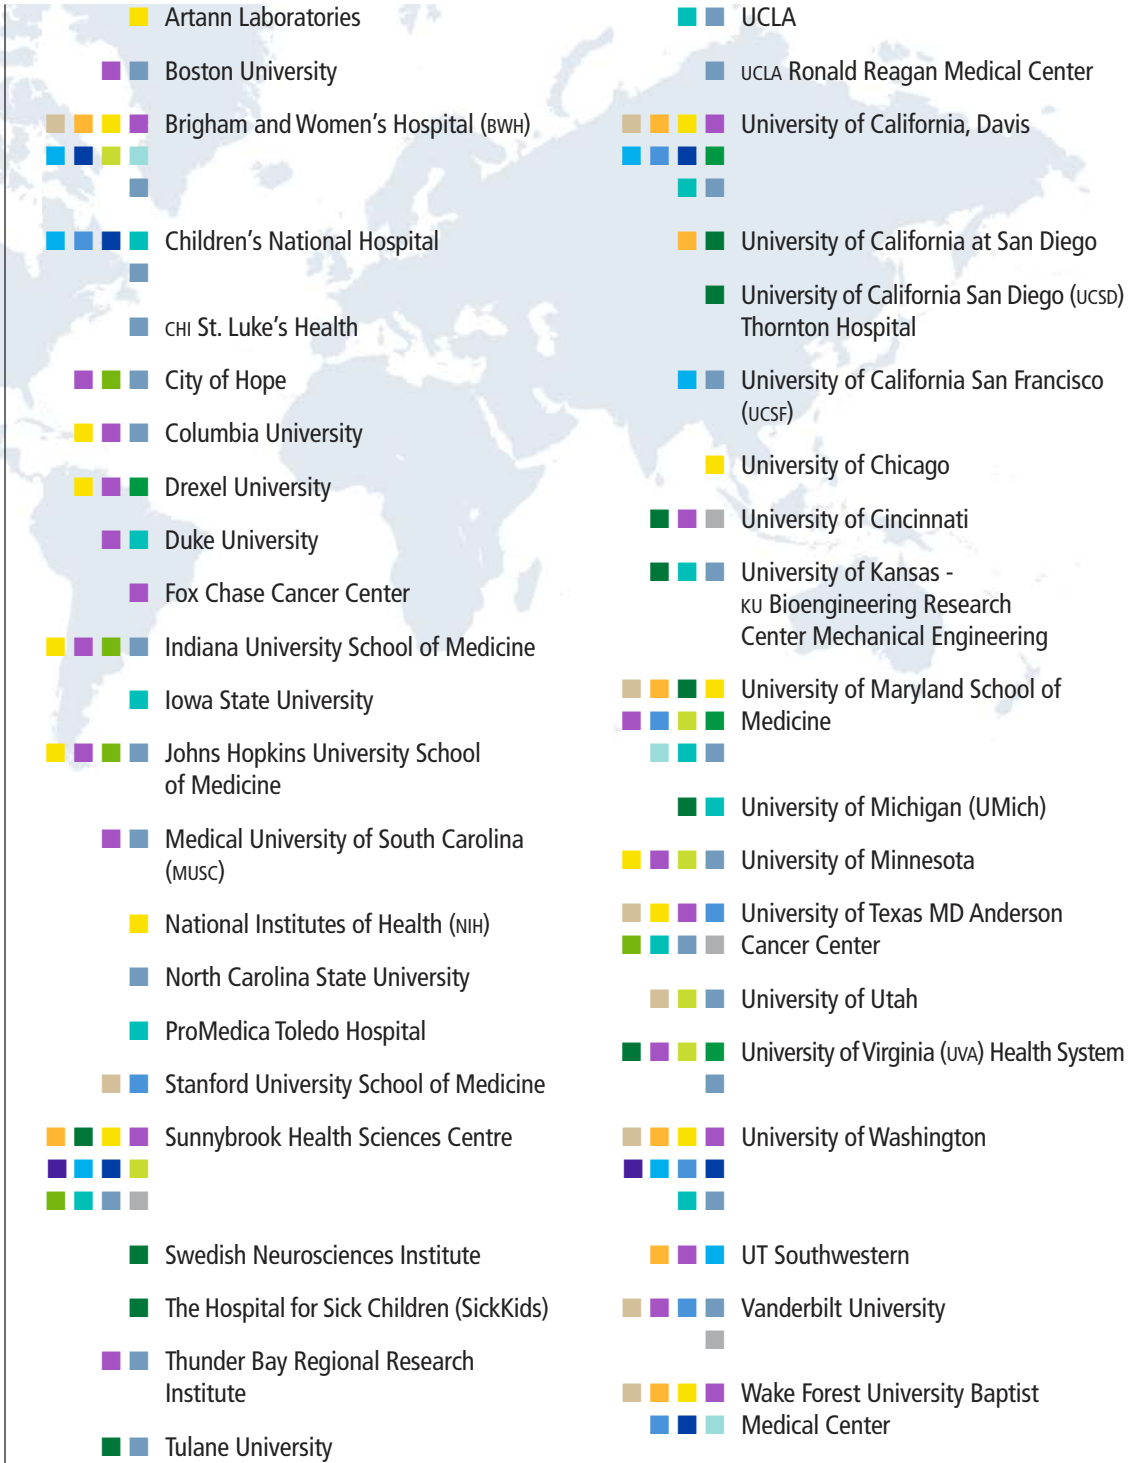 Artann Laboratories
Boston University
Brigham and Women's Hospital (BWH)
Children's National Hospital
CHI St. Luke's Health
City of Hope
Columbia University
Drexel University
Duke University
Fox Chase Cancer Center
Indiana University School of Medicine
Iowa State University
Johns Hopkins University School
of Medicine
Medical University of South Carolina
(MUSC)
National Institutes of Health (NIH)
North Carolina State University
ProMedica Toledo Hospital
Stanford University School of Medicine
Sunnybrook Health Sciences Centre
Swedish Neurosciences Institute
The Hospital for Sick Children (SickKids)
Thunder Bay Regional Research
Institute
Tulane University
UCLA
UCLA Ronald Reagan Medical Center
University of California, Davis
University of California at San Diego
University of California San Diego (UCSD)
Thornton Hospital
University of California San Francisco
(UCSF)
University of Chicago
University of Cincinnati
University of Kansas -
KU Bioengineering Research
Center Mechanical Engineering
University of Maryland School of
Medicine
University of Michigan (UMich)
University of Minnesota
University of Texas MD Anderson
Cancer Center
University of Utah
University of Virginia (UVA) Health System
University of Washington
UT Southwestern
Vanderbilt University
Wake Forest University Baptist
Medical Center